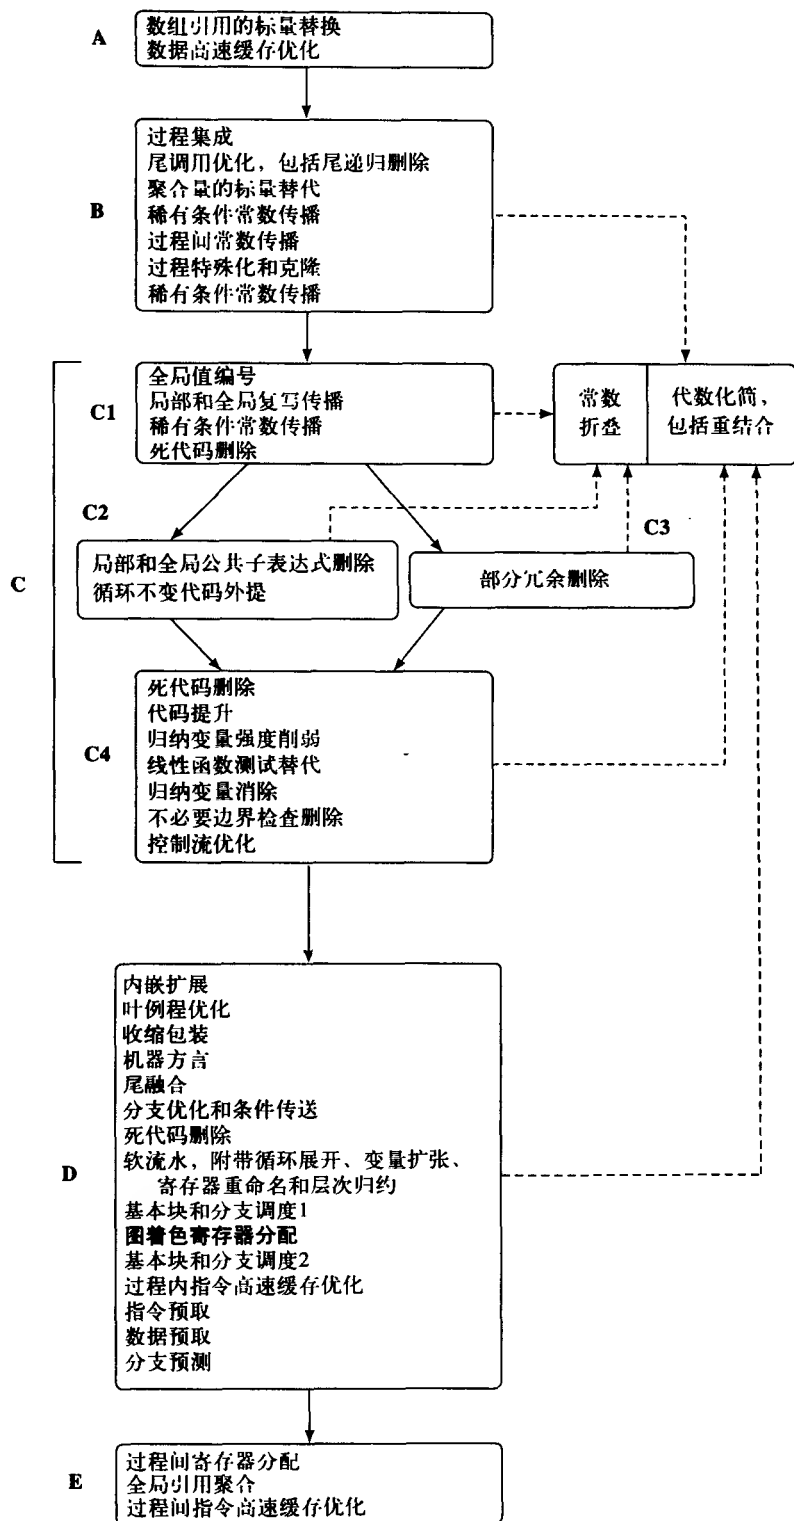 A
数组引用的标量替换
数据高速缓存优化
B
过程集成
尾调用优化，包括尾递归删除
聚合量的标量替代
稀有条件常数传播
过程间常数传播
过程特殊化和克隆
稀有条件常数传播
C
C1
全局值编号
局部和全局复写传播
稀有条件常数传播
死代码删除
常数
折叠
代数化简，
包括重结合
C2
局部和全局公共子表达式删除
循环不变代码外提
C3
部分冗余删除
C4
死代码删除
代码提升
归纳变量强度削弱
线性函数测试替代
归纳变量消除
不必要边界检查删除
控制流优化
D
内嵌扩展
叶例程优化
收缩包装
机器方言
尾融合
分支优化和条件传送
死代码删除
软流水，附带循环展开、变量扩张、
寄存器重命名和层次归约
基本块和分支调度1
图着色寄存器分配
基本块和分支调度2
过程内指令高速缓存优化
指令预取
数据预取
分支预测
E
过程间寄存器分配
全局引用聚合
过程间指令高速缓存优化